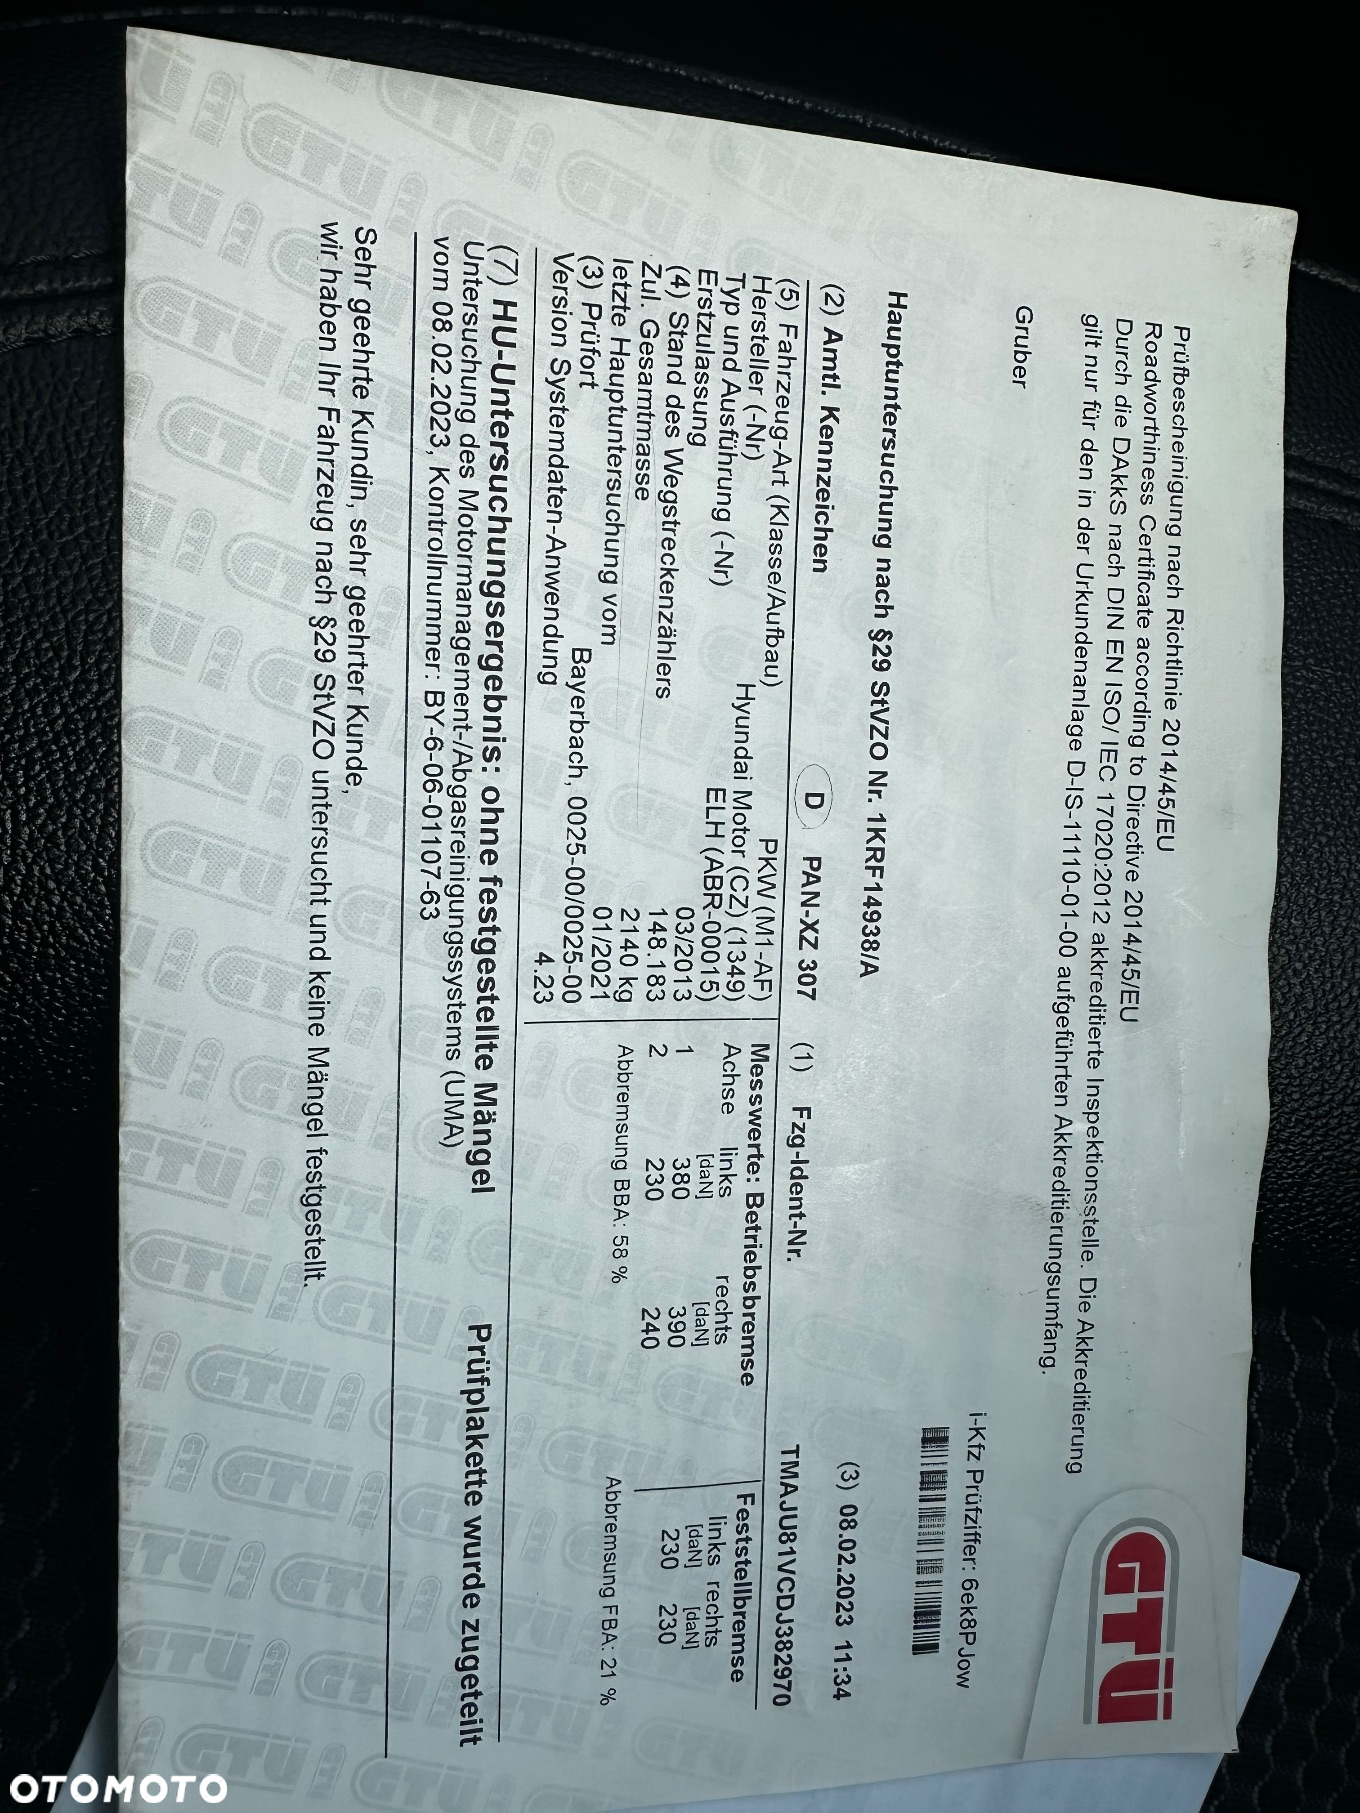 GTÜ
Prüfbescheinigung nach Richtlinie 2014/45/EU
Roadworthiness Certificate according to Directive 2014/45/EU
Durch die DAkkS nach DIN EN ISO/ IEC 17020:2012 akkreditierte Inspektionsstelle. Die Akkreditierung
gilt nur für den in der Urkundenanlage D-IS-11110-01-00 aufgeführten Akkreditierungsumfang.
Gruber
i-Kfz Prüfziffer: 6ek8PJow
Hauptuntersuchung nach §29 StVZO Nr. 1KRF14938/A
(3) 08.02.2023 11:34
(2) Amtl. Kennzeichen D PAN-XZ 307 (1) Fzg-Ident-Nr. TMAJU81VCDJ382970
(5) Fahrzeug-Art (Klasse/Aufbau) PKW (M1-AF) Messwerte: Betriebsbremse Feststellbremse
Hersteller (-Nr) Hyundai Motor (CZ) (1349) Achse links rechts links rechts
Typ und Ausführung (-Nr) ELH (ABR-00015) [daN] [daN] [daN] [daN]
Erstzulassung 03/2013 1 380 390 230 230
(4) Stand des Wegstreckenzählers 148.183 2 230 240
Zul. Gesamtmasse 2140 kg Abbremsung BBA: 58 % Abbremsung FBA: 21 %
letzte Hauptuntersuchung vom 01/2021
(3) Prüfort Bayerbach, 0025-00/0025-00
Version Systemdaten-Anwendung 4.23
(7) HU-Untersuchungsergebnis: ohne festgestellte Mängel Prüfplakette wurde zugeteilt
Untersuchung des Motormanagement-/Abgasreinigungssystems (UMA)
vom 08.02.2023, Kontrollnummer: BY-6-06-01107-63
Sehr geehrte Kundin, sehr geehrter Kunde,
wir haben Ihr Fahrzeug nach §29 StVZO untersucht und keine Mängel festgestellt.
OTOMOTO